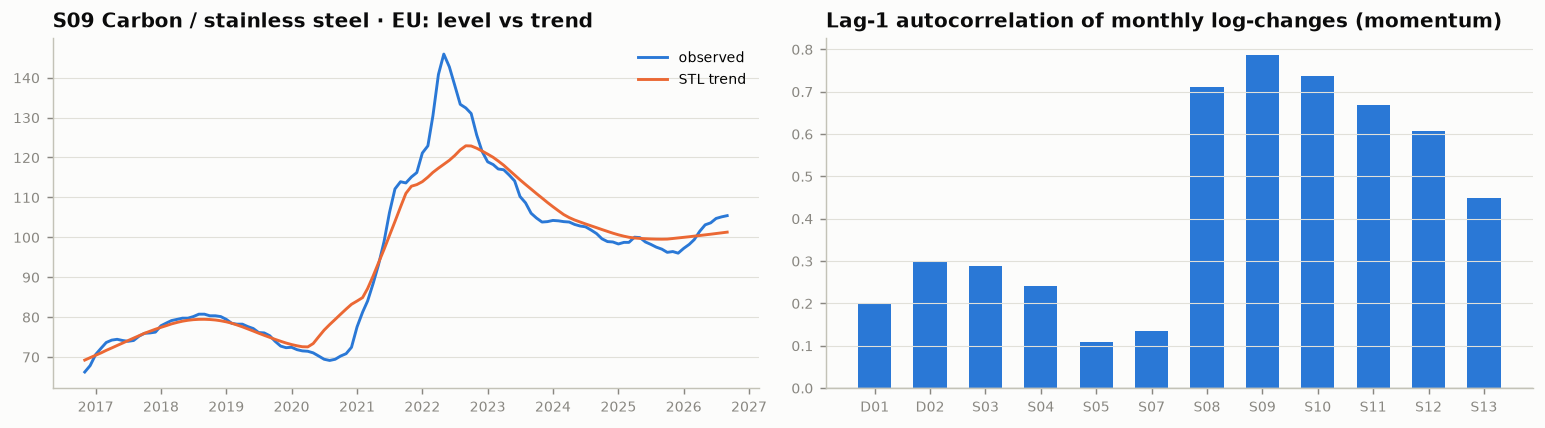 S09 Carbon / stainless steel · EU: level vs trend
observed
STL trend
140
130
120
110
100
90
80
70
2017 2018 2019 2020 2021 2022 2023 2024 2025 2026 2027
Lag-1 autocorrelation of monthly log-changes (momentum)
0.8
0.7
0.6
0.5
0.4
0.3
0.2
0.1
0.0
D01 D02 S03 S04 S05 S07 S08 S09 S10 S11 S12 S13